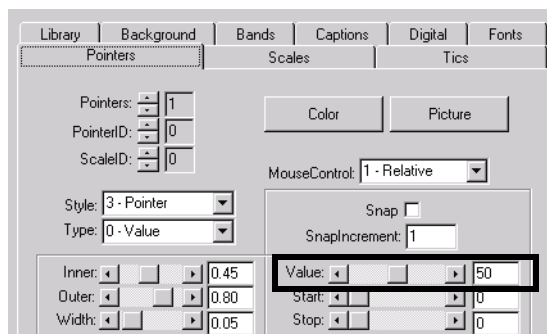 Library Background Bands Captions Digital Fonts
Pointers Scales Tics
Pointers: 1
PointerID: 0
ScaleID: 0
Color Picture
MouseControl: 1 - Relative
Style: 3 - Pointer
Type: 0 - Value
Snap
SnapIncrement: 1
Inner: 0.45
Outer: 0.80
Width: 0.05
Value: 50
Start: 0
Stop: 0